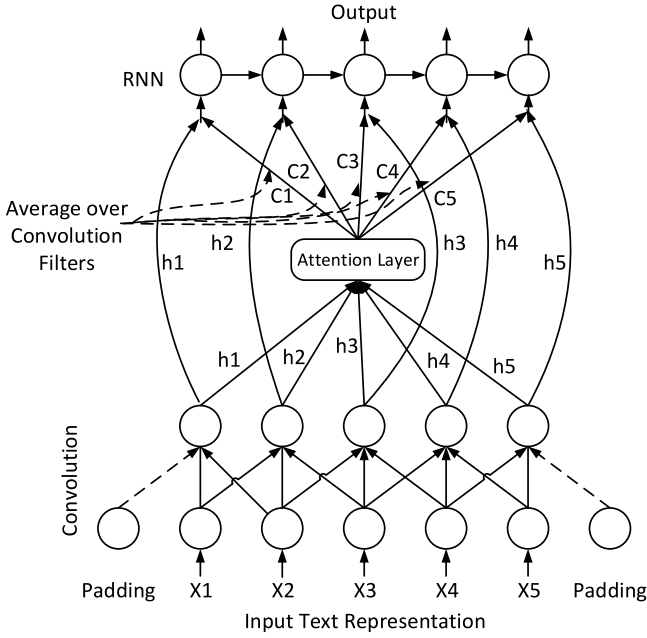 Output
RNN
C1
C2
C3
C4
C5
Average over
Convolution
Filters
h1
h2
Attention Layer
h3
h4
h5
h1
h2
h3
h4
h5
Convolution
Padding
X1
X2
X3
X4
X5
Padding
Input Text Representation